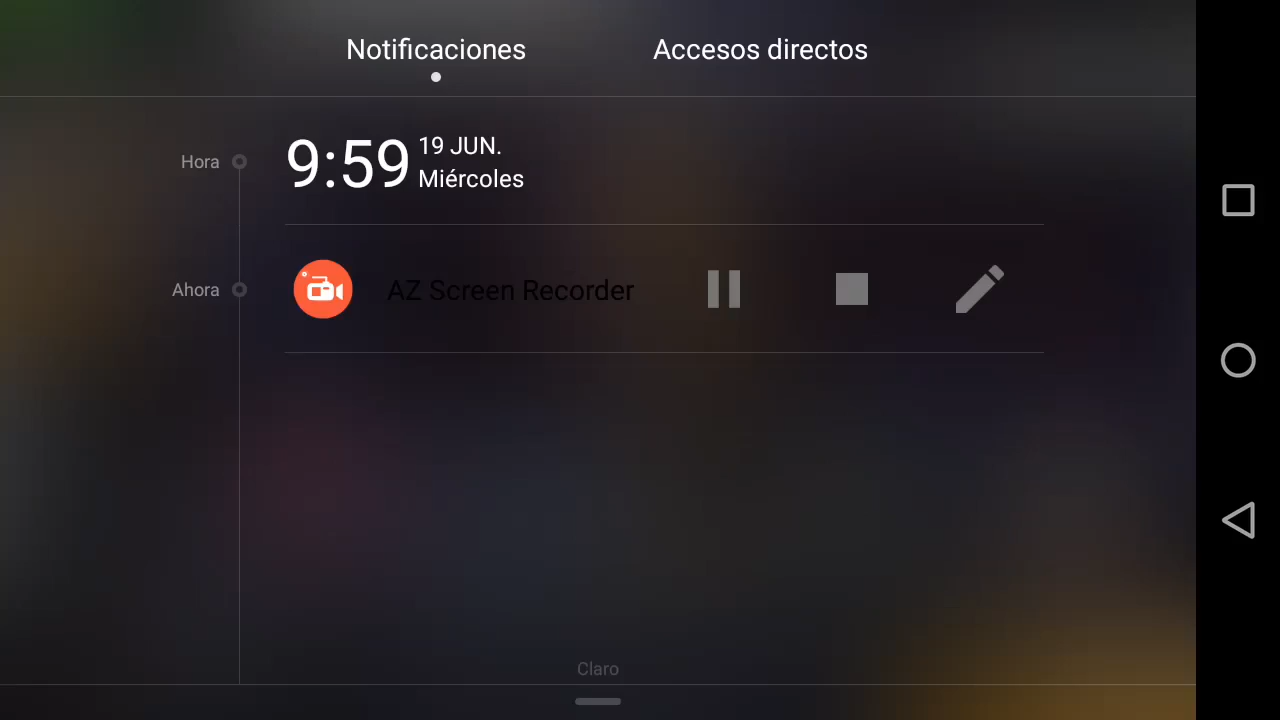 Notificaciones
Accesos directos
Hora
9:59
19 JUN.
Miércoles
Ahora
AZ Screen Recorder
Claro